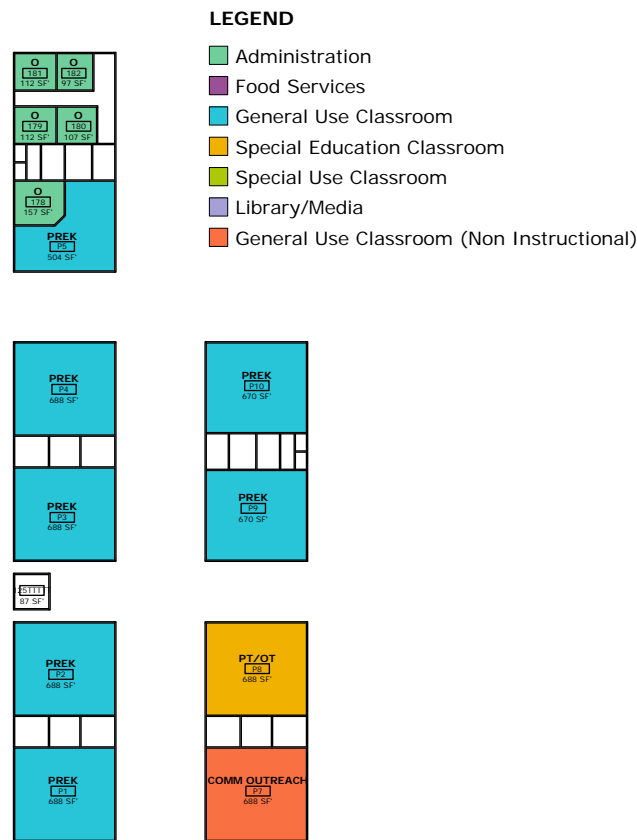 LEGEND
Administration
Food Services
General Use Classroom
Special Education Classroom
Special Use Classroom
Library/Media
General Use Classroom (Non Instructional)
O
181
112 SF'
O
182
97 SF'
O
179
112 SF'
O
180
107 SF'
O
178
157 SF'
PREK
P5
504 SF'
PREK
P4
688 SF'
PREK
P10
670 SF'
PREK
P3
688 SF'
PREK
P9
670 SF'
87 SF'
PREK
P2
688 SF'
PT/OT
P8
688 SF'
PREK
P1
688 SF'
COMM OUTREACH
P7
688 SF'